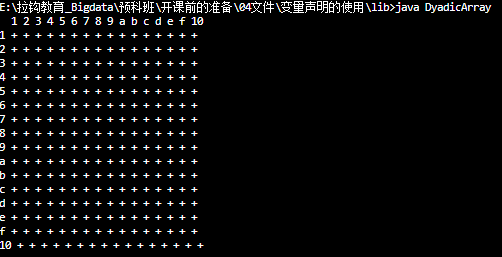 E:\拉钩教育_Bigdata\预科班\开课前的准备\04文件\变量声明的使用\lib>java DyadicArray
1 2 3 4 5 6 7 8 9 a b c d e f 10
1 + + + + + + + + + + + + + + + +
2 + + + + + + + + + + + + + + + +
3 + + + + + + + + + + + + + + + +
4 + + + + + + + + + + + + + + + +
5 + + + + + + + + + + + + + + + +
6 + + + + + + + + + + + + + + + +
7 + + + + + + + + + + + + + + + +
8 + + + + + + + + + + + + + + + +
9 + + + + + + + + + + + + + + + +
a + + + + + + + + + + + + + + + +
b + + + + + + + + + + + + + + + +
c + + + + + + + + + + + + + + + +
d + + + + + + + + + + + + + + + +
e + + + + + + + + + + + + + + + +
f + + + + + + + + + + + + + + + +
10 + + + + + + + + + + + + + + + +